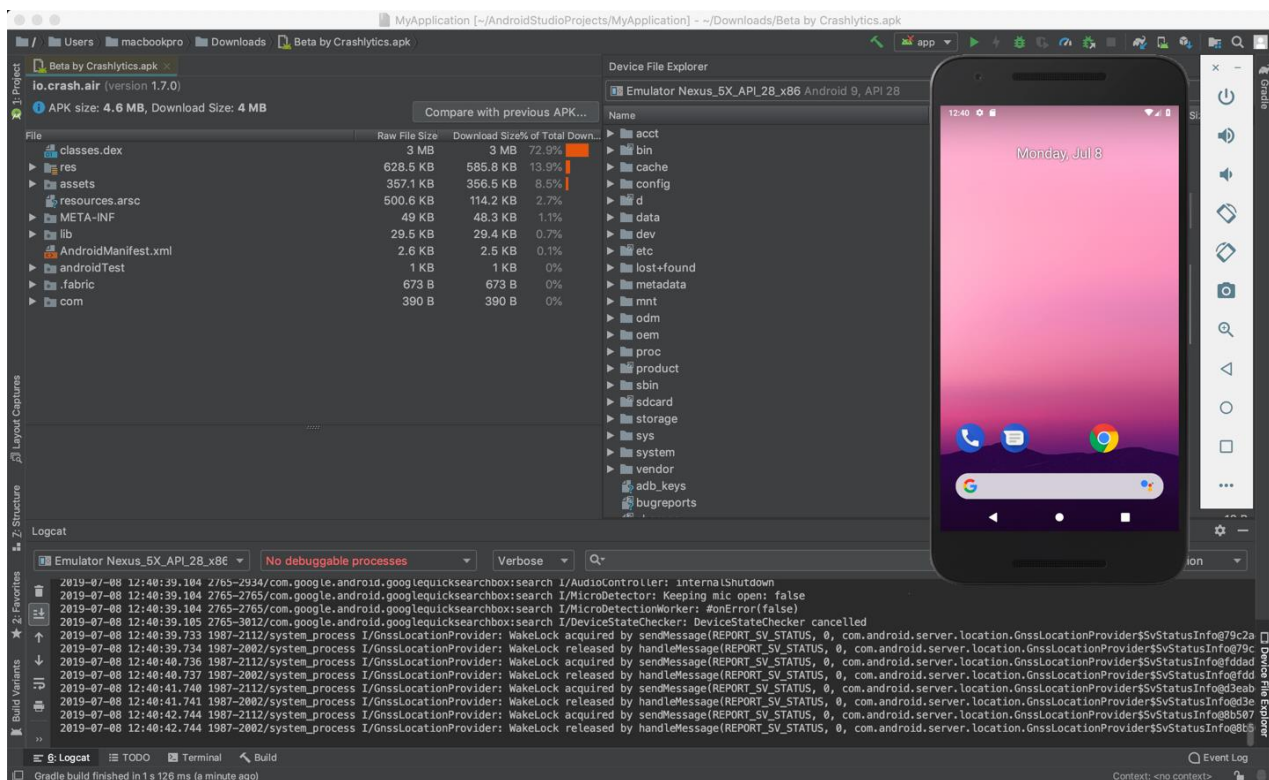 MyApplication [~/AndroidStudioProjects/MyApplication] - ~/Downloads/Beta by Crashlytics.apk
/ Users macbookpro Downloads Beta by Crashlytics.apk
app
Beta by Crashlytics.apk
io.crash.air (version 1.7.0)
APK size: 4.6 MB, Download Size: 4 MB
Compare with previous APK...
File Raw File Size Download Size% of Total Down...
classes.dex 3 MB 3 MB 72.9%
res 628.5 KB 585.8 KB 13.9%
assets 357.1 KB 356.5 KB 8.5%
resources.arsc 500.6 KB 114.2 KB 2.7%
META-INF 49 KB 48.3 KB 1.1%
lib 29.5 KB 29.4 KB 0.7%
AndroidManifest.xml 2.6 KB 2.5 KB 0.1%
androidTest 1 KB 1 KB 0%
.fabric 673 B 673 B 0%
com 390 B 390 B 0%
Device File Explorer
Emulator Nexus_5X_API_28_x86 Android 9, API 28
Name
acct
bin
cache
config
d
data
dev
etc
lost+found
metadata
mnt
odm
oem
proc
product
sbin
sdcard
storage
sys
system
vendor
adb_keys
bugreports
12:40
Monday, Jul 8
1: Project
Layout Captures
Z: Structure
2: Favorites
Build Variants
Gradle
Device File Explorer
Logcat
Emulator Nexus_5X_API_28_x86 No debuggable processes Verbose
2019-07-08 12:40:39.104 2765-2934/com.google.android.googlequicksearchbox:search I/AudioController: internalShutdown
2019-07-08 12:40:39.104 2765-2765/com.google.android.googlequicksearchbox:search I/MicroDetector: Keeping mic open: false
2019-07-08 12:40:39.104 2765-2765/com.google.android.googlequicksearchbox:search I/MicroDetectionWorker: #onError(false)
2019-07-08 12:40:39.105 2765-3012/com.google.android.googlequicksearchbox:search I/DeviceStateChecker: DeviceStateChecker cancelled
2019-07-08 12:40:39.733 1987-2112/system_process I/GnssLocationProvider: WakeLock acquired by sendMessage(REPORT_SV_STATUS, 0, com.android.server.location.GnssLocationProvider$SvStatusInfo@79c2a
2019-07-08 12:40:39.734 1987-2002/system_process I/GnssLocationProvider: WakeLock released by handleMessage(REPORT_SV_STATUS, 0, com.android.server.location.GnssLocationProvider$SvStatusInfo@79c
2019-07-08 12:40:40.736 1987-2112/system_process I/GnssLocationProvider: WakeLock acquired by sendMessage(REPORT_SV_STATUS, 0, com.android.server.location.GnssLocationProvider$SvStatusInfo@fddad
2019-07-08 12:40:40.737 1987-2002/system_process I/GnssLocationProvider: WakeLock released by handleMessage(REPORT_SV_STATUS, 0, com.android.server.location.GnssLocationProvider$SvStatusInfo@fdd
2019-07-08 12:40:41.740 1987-2112/system_process I/GnssLocationProvider: WakeLock acquired by sendMessage(REPORT_SV_STATUS, 0, com.android.server.location.GnssLocationProvider$SvStatusInfo@d3eab
2019-07-08 12:40:41.741 1987-2002/system_process I/GnssLocationProvider: WakeLock released by handleMessage(REPORT_SV_STATUS, 0, com.android.server.location.GnssLocationProvider$SvStatusInfo@d3e
2019-07-08 12:40:42.744 1987-2112/system_process I/GnssLocationProvider: WakeLock acquired by sendMessage(REPORT_SV_STATUS, 0, com.android.server.location.GnssLocationProvider$SvStatusInfo@8b507
2019-07-08 12:40:42.744 1987-2002/system_process I/GnssLocationProvider: WakeLock released by handleMessage(REPORT_SV_STATUS, 0, com.android.server.location.GnssLocationProvider$SvStatusInfo@8b5
6: Logcat TODO Terminal Build Event Log
Gradle build finished in 1 s 126 ms (a minute ago) Context: <no context>